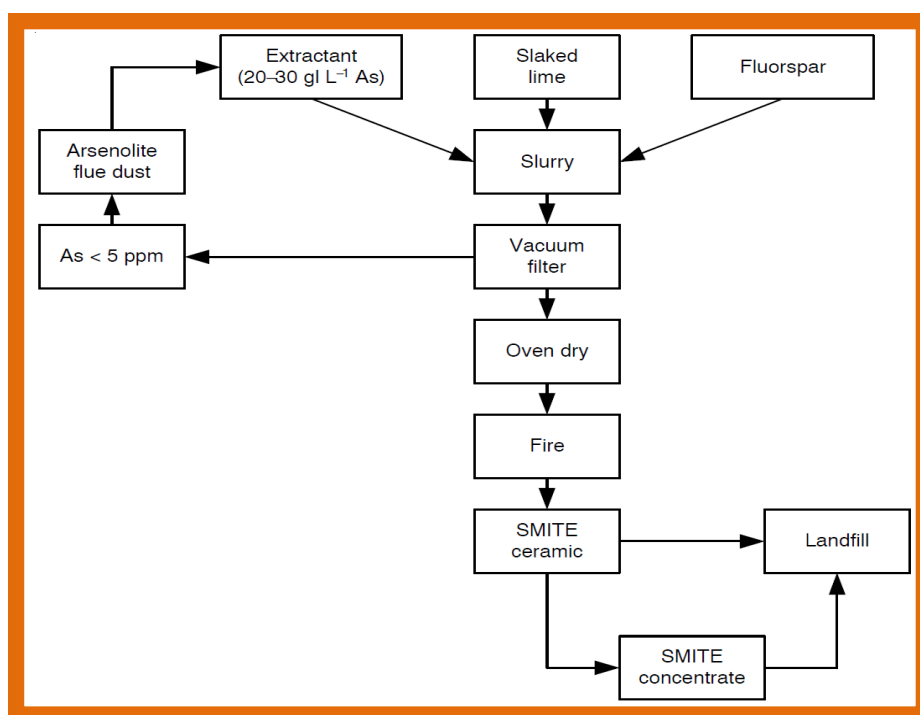 Extractant
(20–30 gl L⁻¹ As)
Slaked
lime
Fluorspar
Arsenolite
flue dust
Slurry
As < 5 ppm
Vacuum
filter
Oven dry
Fire
SMITE
ceramic
Landfill
SMITE
concentrate